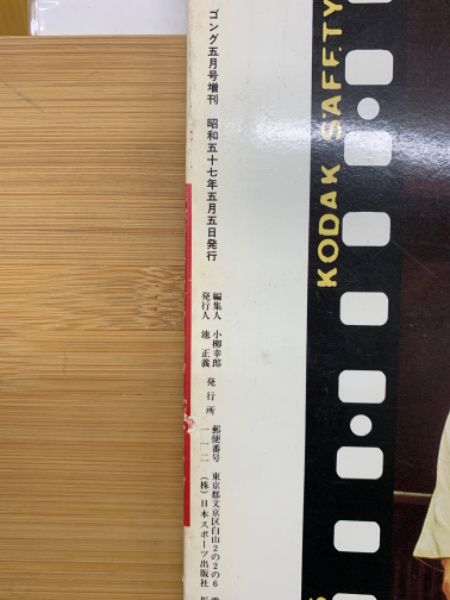 ゴング五月号増刊 昭和五十七年五月五日発行
編集人 小柳幸郎
発行人 池 正義
発行所
郵便番号
一一二
東京都文京区白山2の2の6
(株)日本スポーツ出版社
KODAK SAFETY